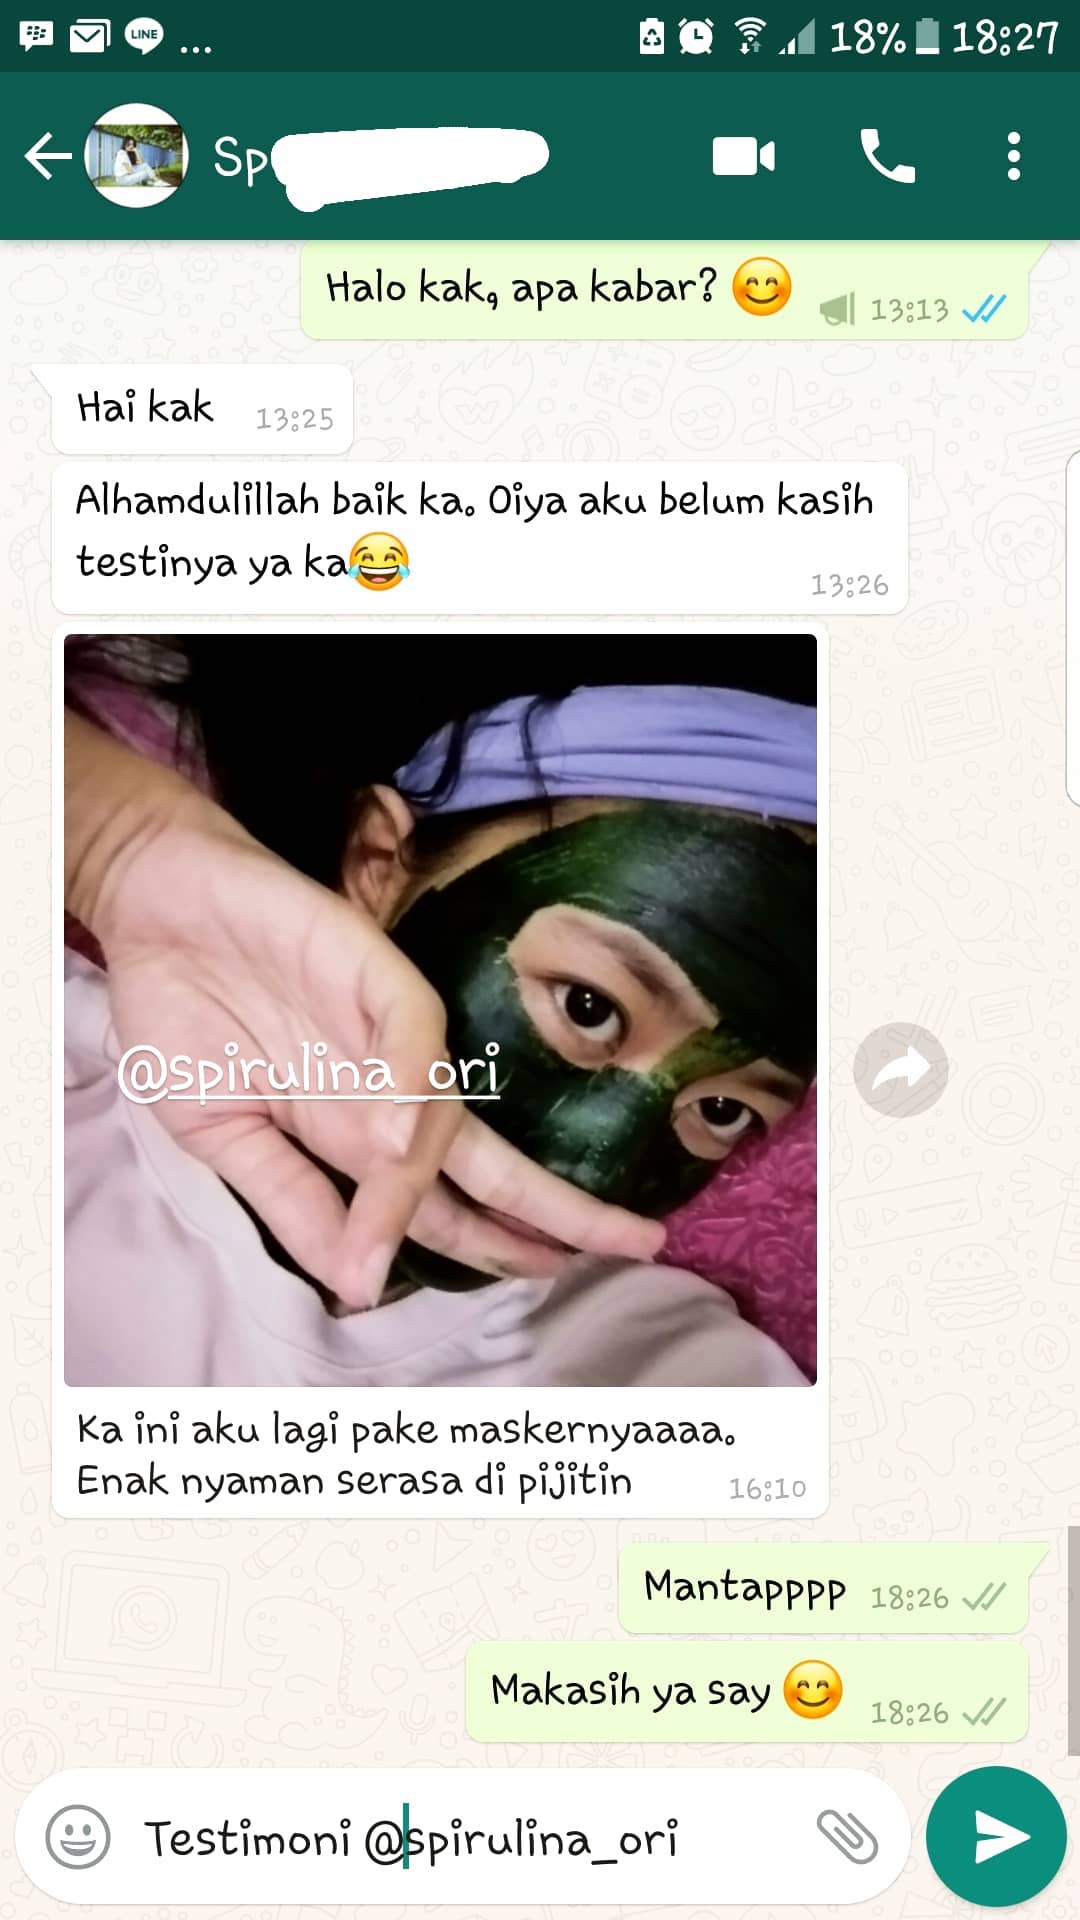 LINE
... 18% 18:27
Sp
Halo kak, apa kabar? 😊 13:13
Hai kak 13:25
Alhamdulillah baik ka. Oiya aku belum kasih
testinya ya ka😂 13:26
@spirulina_ori
Ka ini aku lagi pake maskernyaaaa.
Enak nyaman serasa di pijitin 16:10
Mantapppp 18:26
Makasih ya say 😊 18:26
Testimoni @spirulina_ori